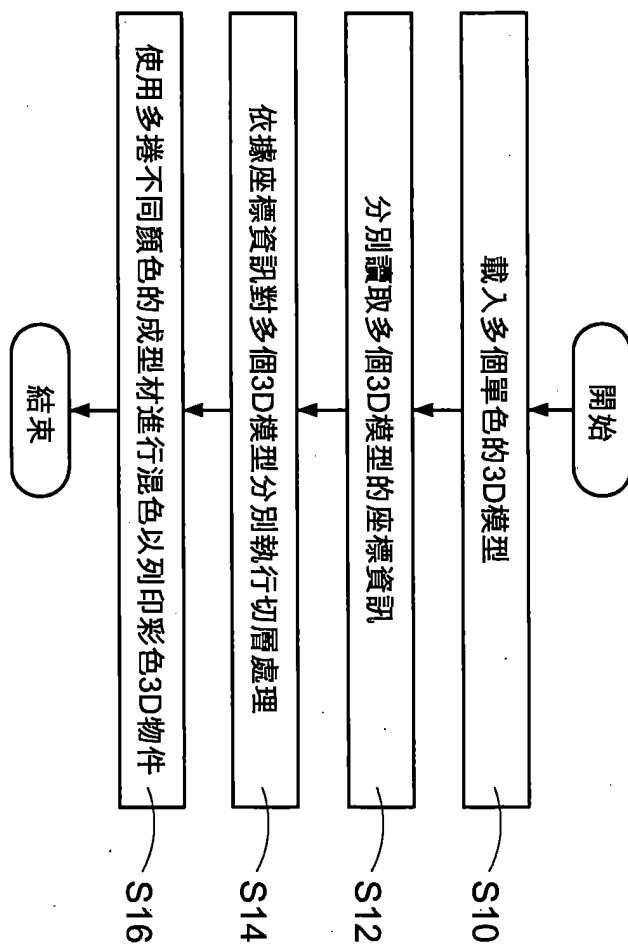 開始
載入多個單色的3D模型
S10
分別讀取多個3D模型的座標資訊
S12
依據座標資訊對多個3D模型分別執行切層處理
S14
使用多捲不同顏色的成型材進行混色以列印彩色3D物件
S16
結束